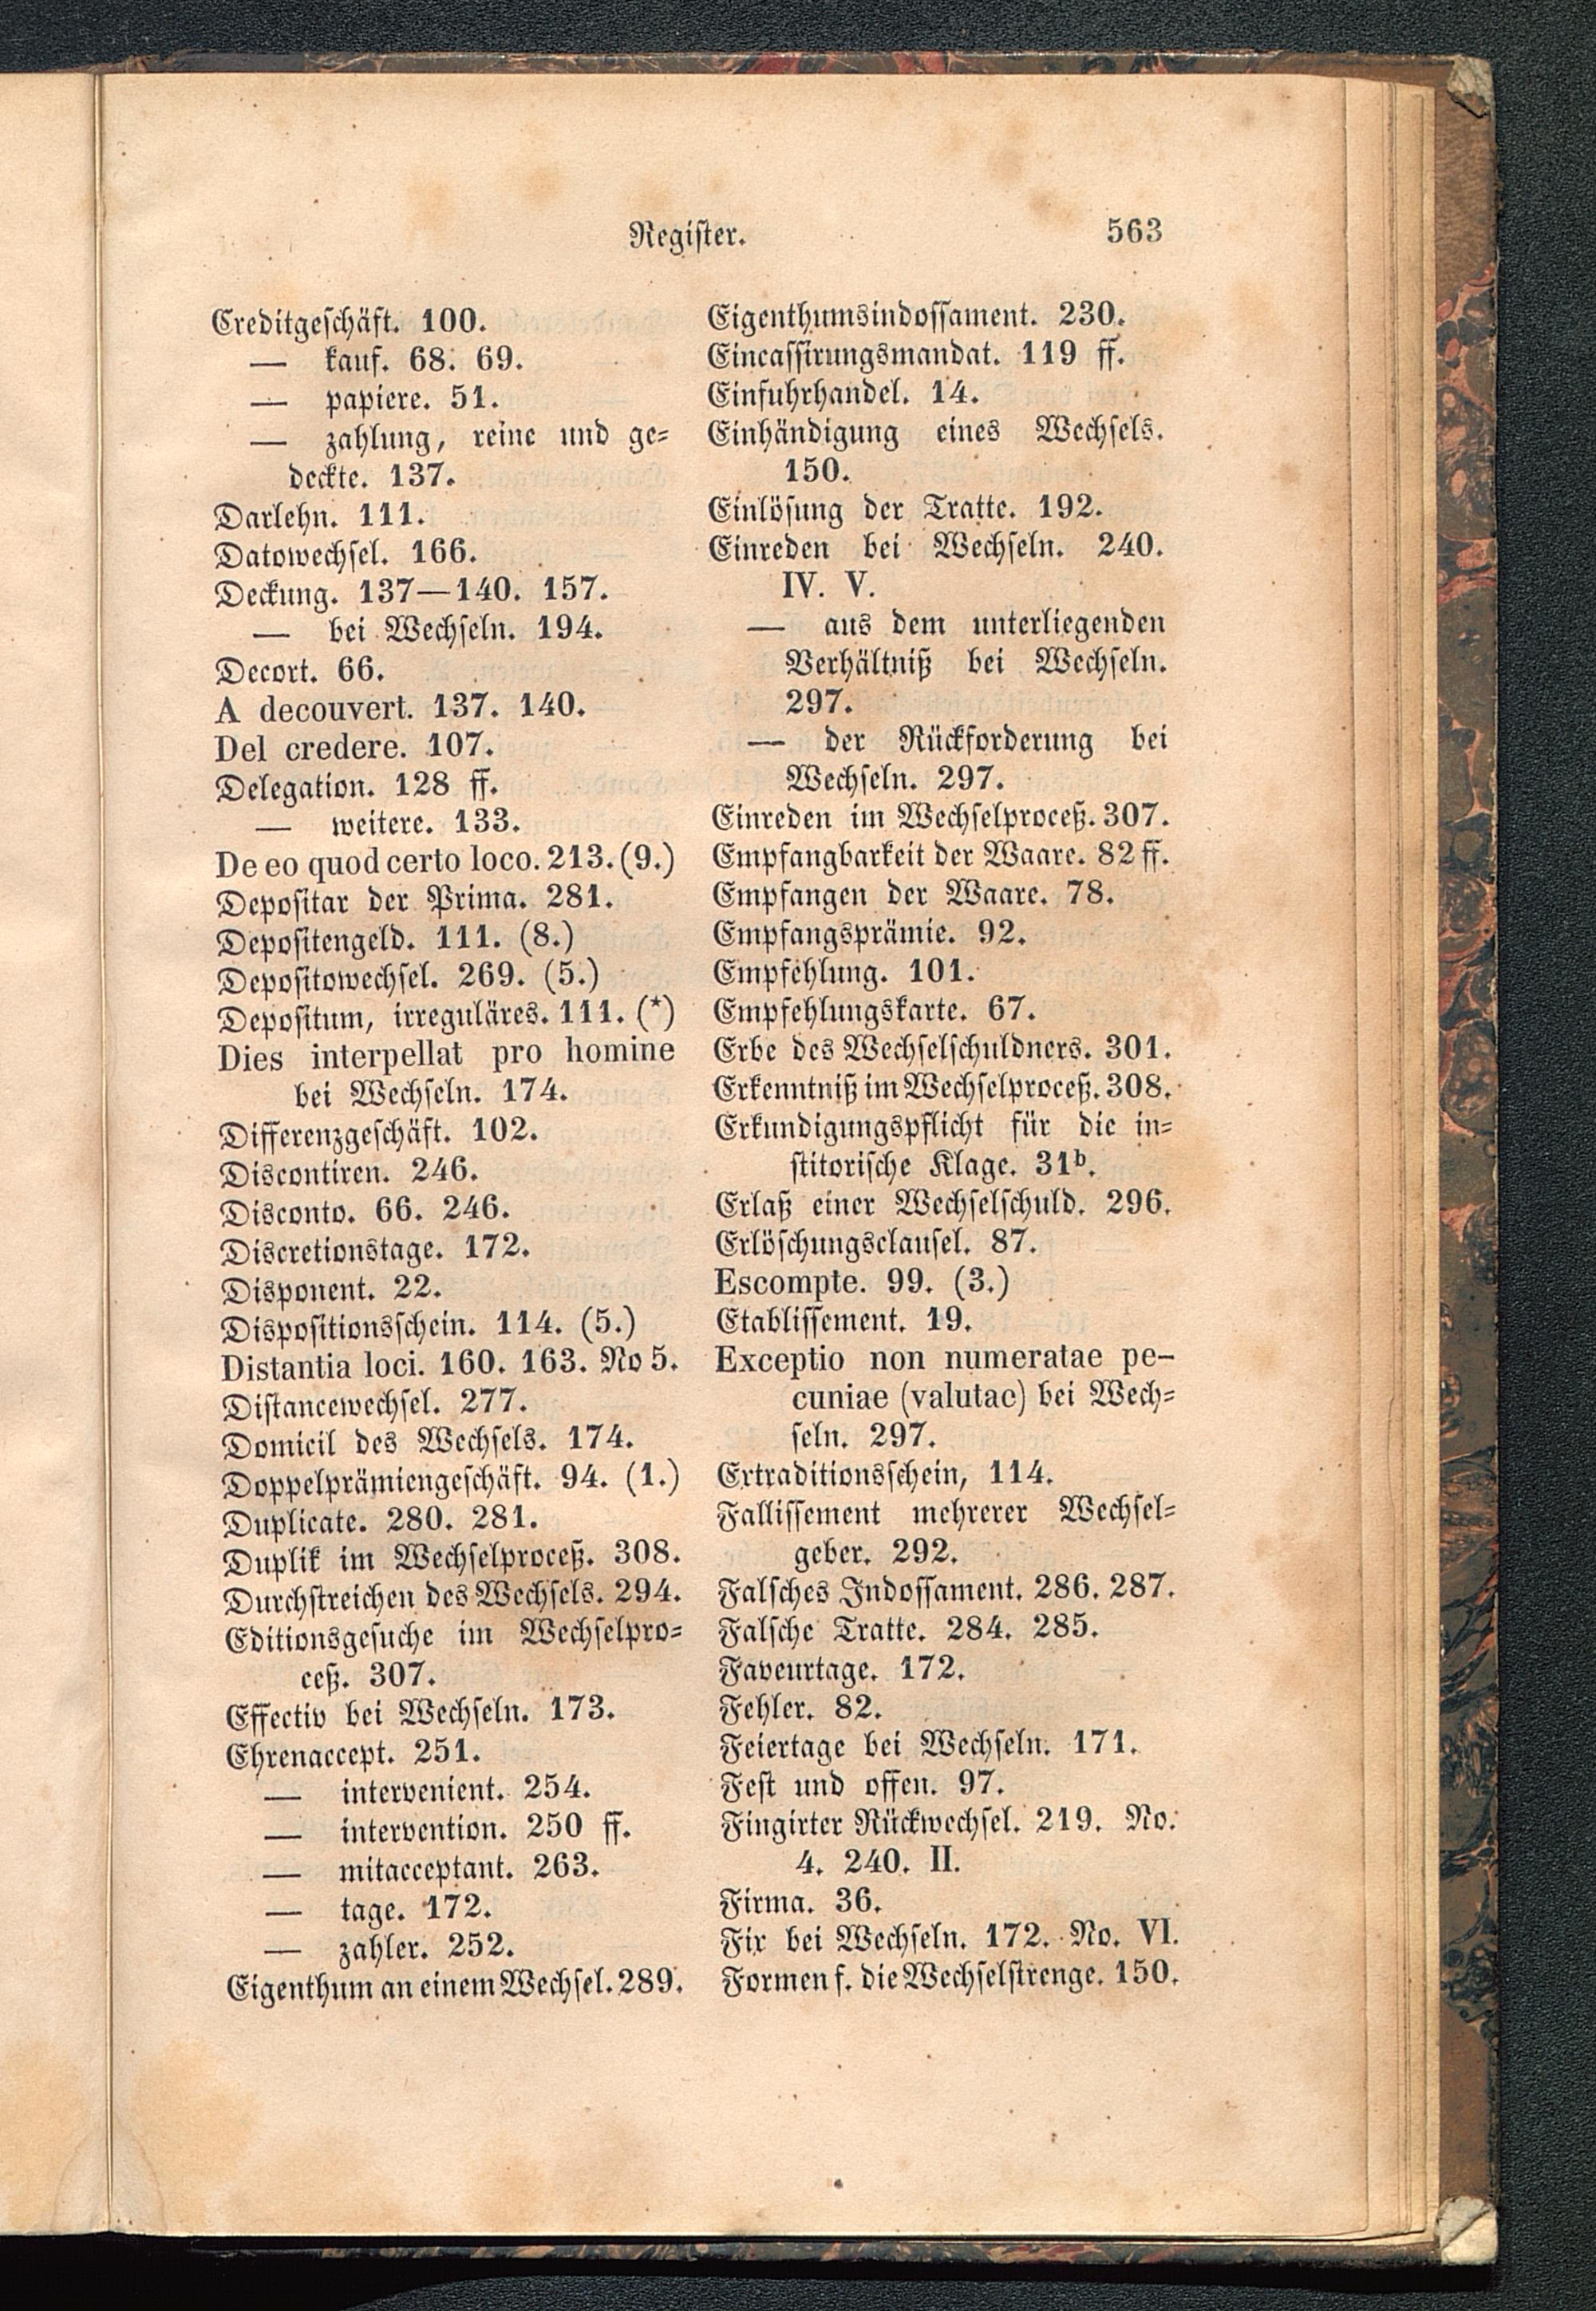 Register.
563
Creditgeschäft. 100.
— kauf. 68. 69.
— papiere. 51.
— zahlung, reine und ge=
deckte. 137.
Darlehn. 111.
Datowechsel. 166.
Deckung. 137—140. 157.
— bei Wechseln. 194.
Decort. 66.
A decouvert. 137. 140.
Del credere. 107.
Delegation. 128 ff.
— weitere. 133.
De eo quod certo loco. 213. (9.)
Depositar der Prima. 281.
Depositengeld. 111. (8.)
Depositowechsel. 269. (5.)
Depositum, irreguläres. 111. (*)
Dies interpellat pro homine
bei Wechseln. 174.
Differenzgeschäft. 102.
Discontiren. 246.
Disconto. 66. 246.
Discretionstage. 172.
Disponent. 22.
Dispositionsschein. 114. (5.)
Distantia loci. 160. 163. No 5.
Distancewechsel. 277.
Domicil des Wechsels. 174.
Doppelprämiengeschäft. 94. (1.)
Duplicate. 280. 281.
Duplik im Wechselproceß. 308.
Durchstreichen des Wechsels. 294.
Editionsgesuche im Wechselpro=
ceß. 307.
Effectiv bei Wechseln. 173.
Ehrenaccept. 251.
— intervenient. 254.
— intervention. 250 ff.
— mitacceptant. 263.
— tage. 172.
— zahler. 252.
Eigenthum an einem Wechsel. 289.
Eigenthumsindossament. 230.
Eincassirungsmandat. 119 ff.
Einfuhrhandel. 14.
Einhändigung eines Wechsels.
150.
Einlösung der Tratte. 192.
Einreden bei Wechseln. 240.
IV. V.
— aus dem unterliegenden
Verhältniß bei Wechseln.
297.
— der Rückforderung bei
Wechseln. 297.
Einreden im Wechselproceß. 307.
Empfangbarkeit der Waare. 82 ff.
Empfangen der Waare. 78.
Empfangsprämie. 92.
Empfehlung. 101.
Empfehlungskarte. 67.
Erbe des Wechselschuldners. 301.
Erkenntniß im Wechselproceß. 308.
Erkundigungspflicht für die in=
stitorische Klage. 31ᵇ.
Erlaß einer Wechselschuld. 296.
Erlöschungsclausel. 87.
Escompte. 99. (3.)
Etablissement. 19.
Exceptio non numeratae pe-
cuniae (valutae) bei Wech=
seln. 297.
Extraditionsschein, 114.
Fallissement mehrerer Wechsel=
geber. 292.
Falsches Indossament. 286. 287.
Falsche Tratte. 284. 285.
Faveurtage. 172.
Fehler. 82.
Feiertage bei Wechseln. 171.
Fest und offen. 97.
Fingirter Rückwechsel. 219. No.
4. 240. II.
Firma. 36.
Fix bei Wechseln. 172. No. VI.
Formen f. die Wechselstrenge. 150.